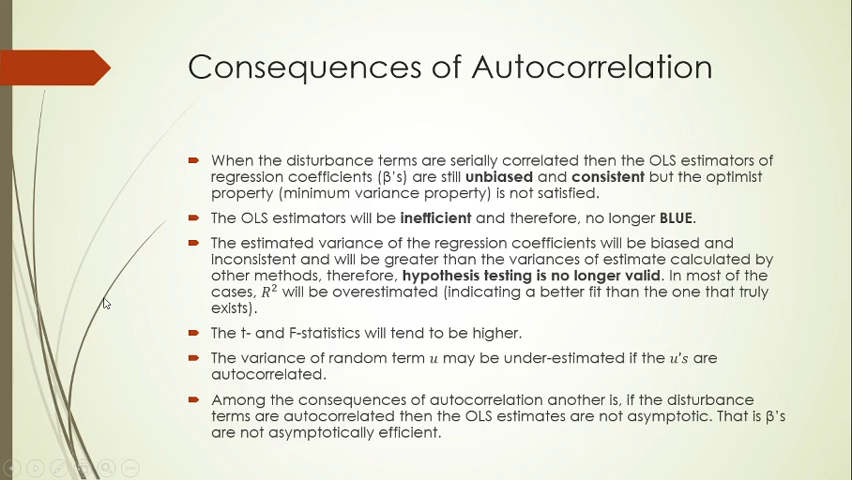 Consequences of Autocorrelation
When the disturbance terms are serially correlated then the OLS estimators of
regression coefficients (β's) are still unbiased and consistent but the optimist
property (minimum variance property) is not satisfied.
The OLS estimators will be inefficient and therefore, no longer BLUE.
The estimated variance of the regression coefficients will be biased and
inconsistent and will be greater than the variances of estimate calculated by
other methods, therefore, hypothesis testing is no longer valid. In most of the
cases, R² will be overestimated (indicating a better fit than the one that truly
exists).
The t- and F-statistics will tend to be higher.
The variance of random term u may be under-estimated if the u's are
autocorrelated.
Among the consequences of autocorrelation another is, if the disturbance
terms are autocorrelated then the OLS estimates are not asymptotic. That is β's
are not asymptotically efficient.